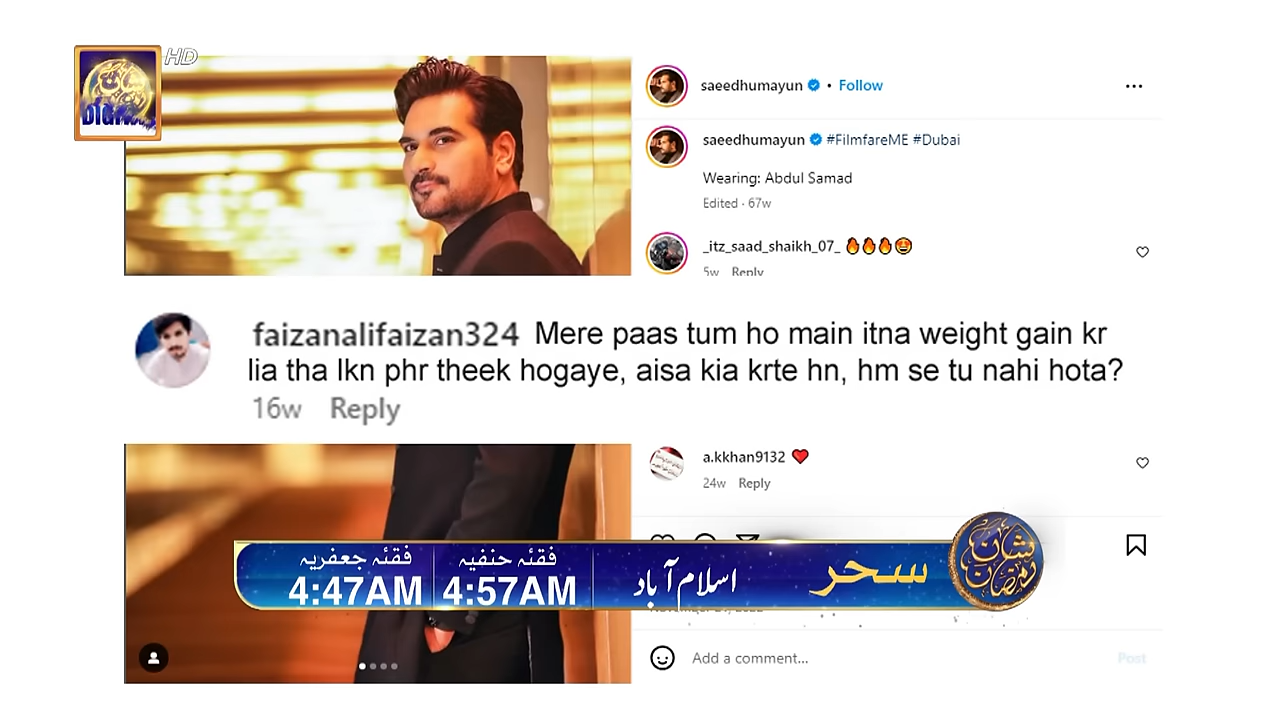 HD
saeedhumayun • Follow
saeedhumayun #FilmfareME #Dubai
Wearing: Abdul Samad
Edited · 67w
_itz_saad_shaikh_07_ 🔥🔥🔥🤩
5w Reply
faizanalifaizan324 Mere paas tum ho main itna weight gain kr
lia tha lkn phr theek hogaye, aisa kia krte hn, hm se tu nahi hota?
16w Reply
a.kkhan9132 ❤️
24w Reply
شان رمضان
سحر
اسلام آباد
فقئہ حنفیہ
4:57AM
فقئہ جعفریہ
4:47AM
Add a comment...
Post